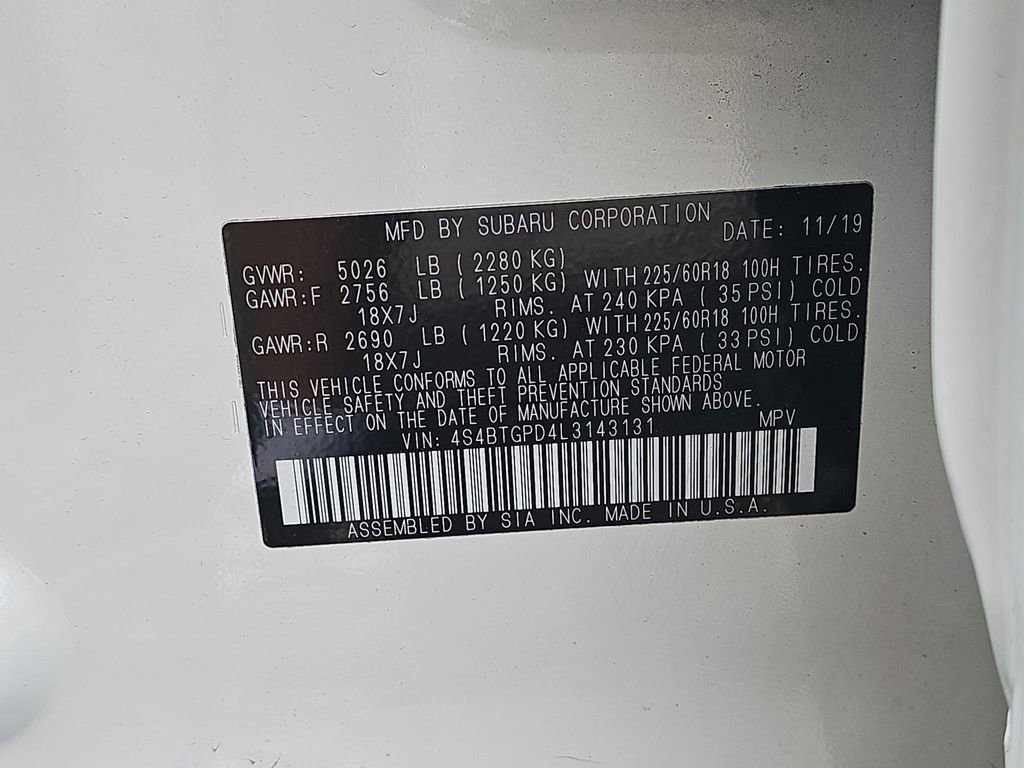 MFD BY SUBARU CORPORATION DATE: 11/19
GVWR: 5026 LB ( 2280 KG)
GAWR:F 2756 LB ( 1250 KG) WITH 225/60R18 100H TIRES.
18X7J RIMS. AT 240 KPA ( 35 PSI) COLD
GAWR:R 2690 LB ( 1220 KG) WITH 225/60R18 100H TIRES.
18X7J RIMS. AT 230 KPA ( 33 PSI) COLD
THIS VEHICLE CONFORMS TO ALL APPLICABLE FEDERAL MOTOR
VEHICLE SAFETY AND THEFT PREVENTION STANDARDS
IN EFFECT ON THE DATE OF MANUFACTURE SHOWN ABOVE.
VIN: 4S4BTGPD4L3143131 MPV
ASSEMBLED BY SIA INC. MADE IN U.S.A.